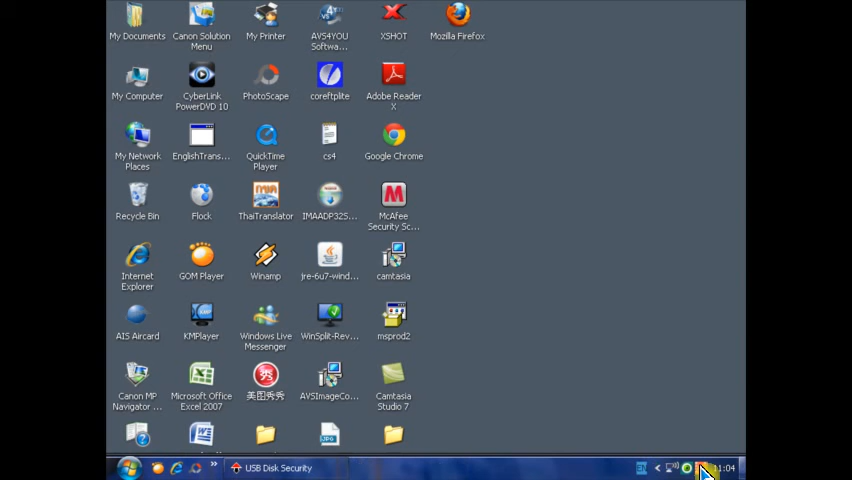 My Documents
Canon Solution
Menu
My Printer
AVS4YOU
Softwa...
XSHOT
Mozilla Firefox
My Computer
CyberLink
PowerDVD 10
PhotoScape
coreftplite
Adobe Reader
X
My Network
Places
EnglishTrans...
QuickTime
Player
cs4
Google Chrome
Recycle Bin
Flock
ThaiTranslator
IMAADP32S...
McAfee
Security Sc...
Internet
Explorer
GOM Player
Winamp
jre-6u7-wind...
camtasia
AIS Aircard
KMPlayer
Windows Live
Messenger
WinSplit-Rev...
msprod2
Canon MP
Navigator ...
Microsoft Office
Excel 2007
美图秀秀
AVSImageCo...
Camtasia
Studio 7
USB Disk Security
EN
11:04